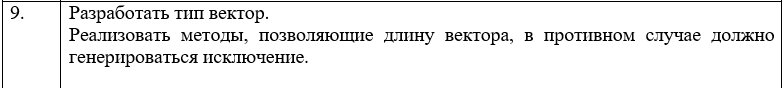 9. Разработать тип вектор.
Реализовать методы, позволяющие длину вектора, в противном случае должно
генерироваться исключение.